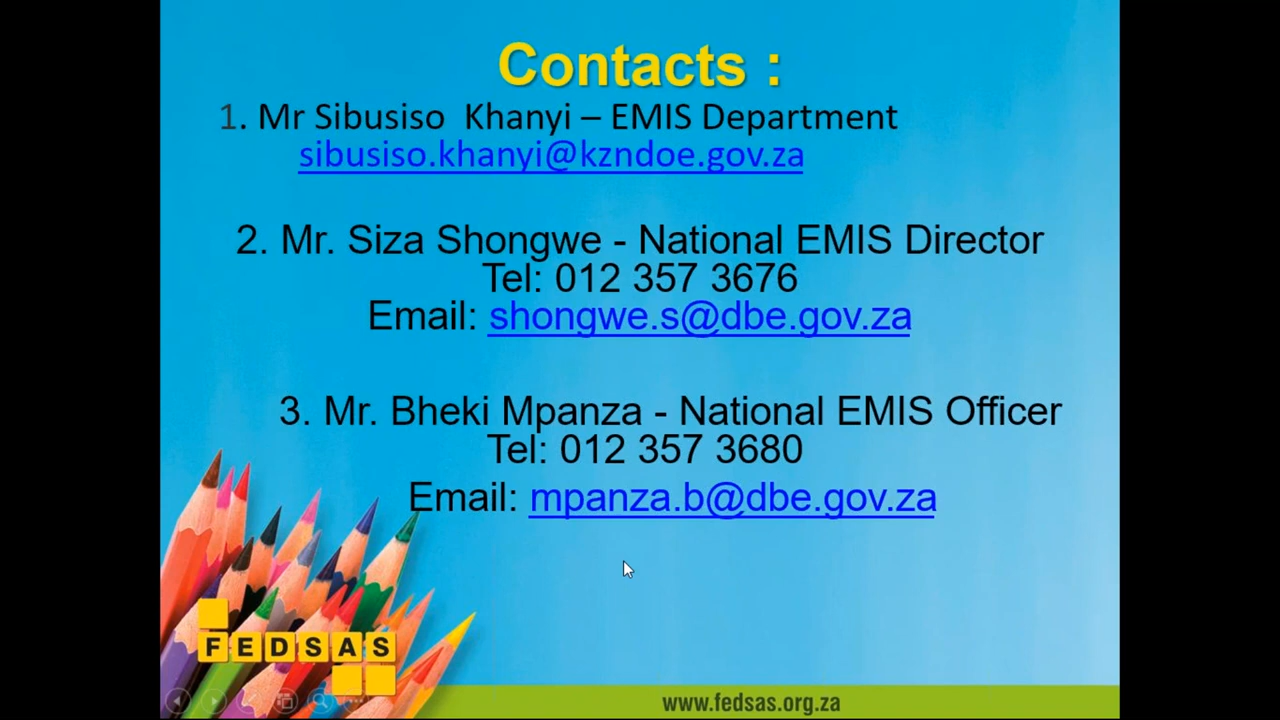 Contacts :
1. Mr Sibusiso Khanyi – EMIS Department
sibusiso.khanyi@kzndoe.gov.za
2. Mr. Siza Shongwe - National EMIS Director
Tel: 012 357 3676
Email: shongwe.s@dbe.gov.za
3. Mr. Bheki Mpanza - National EMIS Officer
Tel: 012 357 3680
Email: mpanza.b@dbe.gov.za
FEDSAS
www.fedsas.org.za